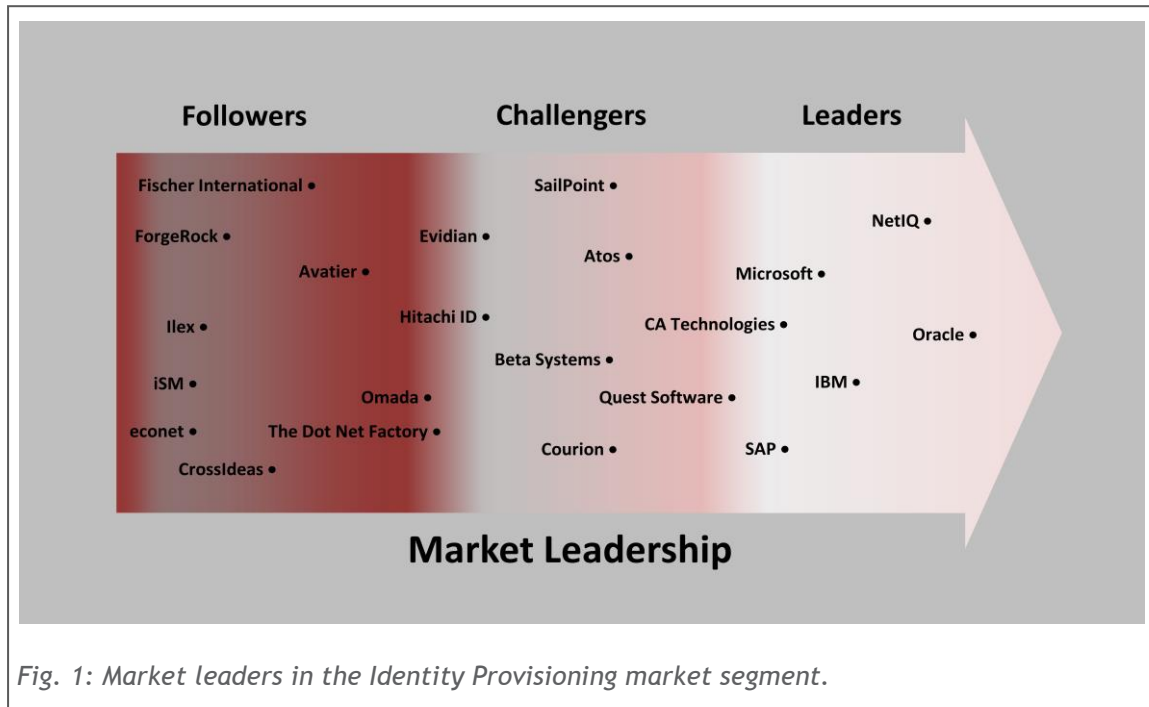 Followers Challengers Leaders
Fischer International
SailPoint
NetIQ
ForgeRock
Evidian
Atos
Avatier
Microsoft
Hitachi ID
Ilex
CA Technologies
Oracle
Beta Systems
iSM
IBM
Omada
Quest Software
econet
The Dot Net Factory
Courion
SAP
CrossIdeas
Market Leadership
Fig. 1: Market leaders in the Identity Provisioning market segment.